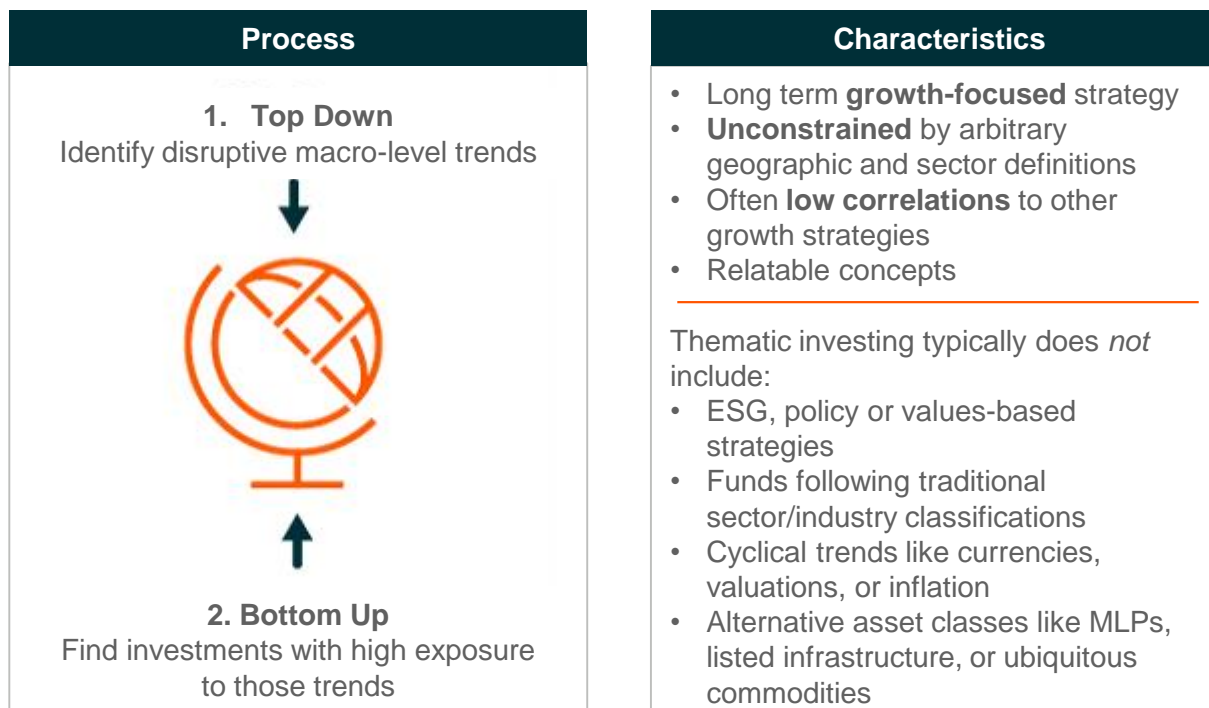 Process
1. Top Down
Identify disruptive macro-level trends
2. Bottom Up
Find investments with high exposure
to those trends
Characteristics
• Long term growth-focused strategy
• Unconstrained by arbitrary
geographic and sector definitions
• Often low correlations to other
growth strategies
• Relatable concepts
Thematic investing typically does not
include:
• ESG, policy or values-based
strategies
• Funds following traditional
sector/industry classifications
• Cyclical trends like currencies,
valuations, or inflation
• Alternative asset classes like MLPs,
listed infrastructure, or ubiquitous
commodities